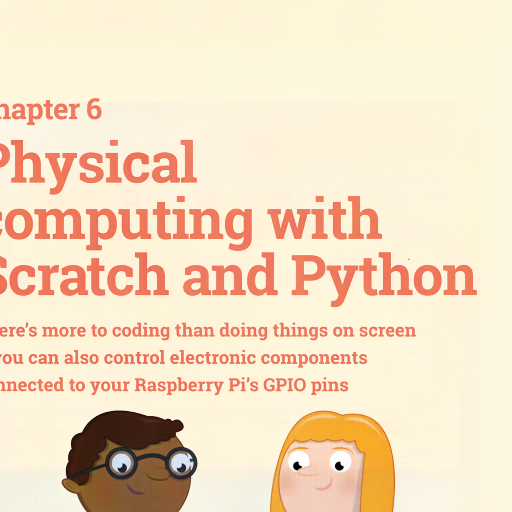 hapter 6
Physical
computing with
Scratch and Python
ere's more to coding than doing things on screen
you can also control electronic components
nnected to your Raspberry Pi's GPIO pins